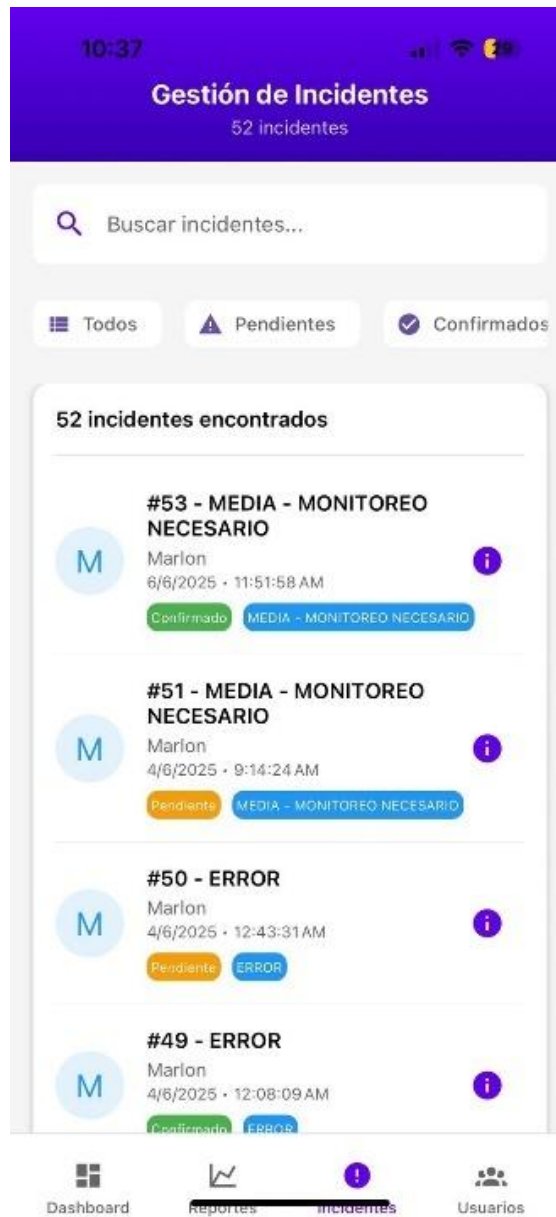 10:37
29
Gestión de Incidentes
52 incidentes
Buscar incidentes...
Todos
Pendientes
Confirmados
52 incidentes encontrados
#53 - MEDIA - MONITOREO
NECESARIO
M
Marlon
6/6/2025 • 11:51:58 AM
Confirmado
MEDIA - MONITOREO NECESARIO
#51 - MEDIA - MONITOREO
NECESARIO
M
Marlon
4/6/2025 • 9:14:24 AM
Pendiente
MEDIA - MONITOREO NECESARIO
#50 - ERROR
M
Marlon
4/6/2025 • 12:43:31 AM
Pendiente
ERROR
#49 - ERROR
M
Marlon
4/6/2025 • 12:08:09 AM
Confirmado
ERROR
Dashboard
Reportes
Incidentes
Usuarios